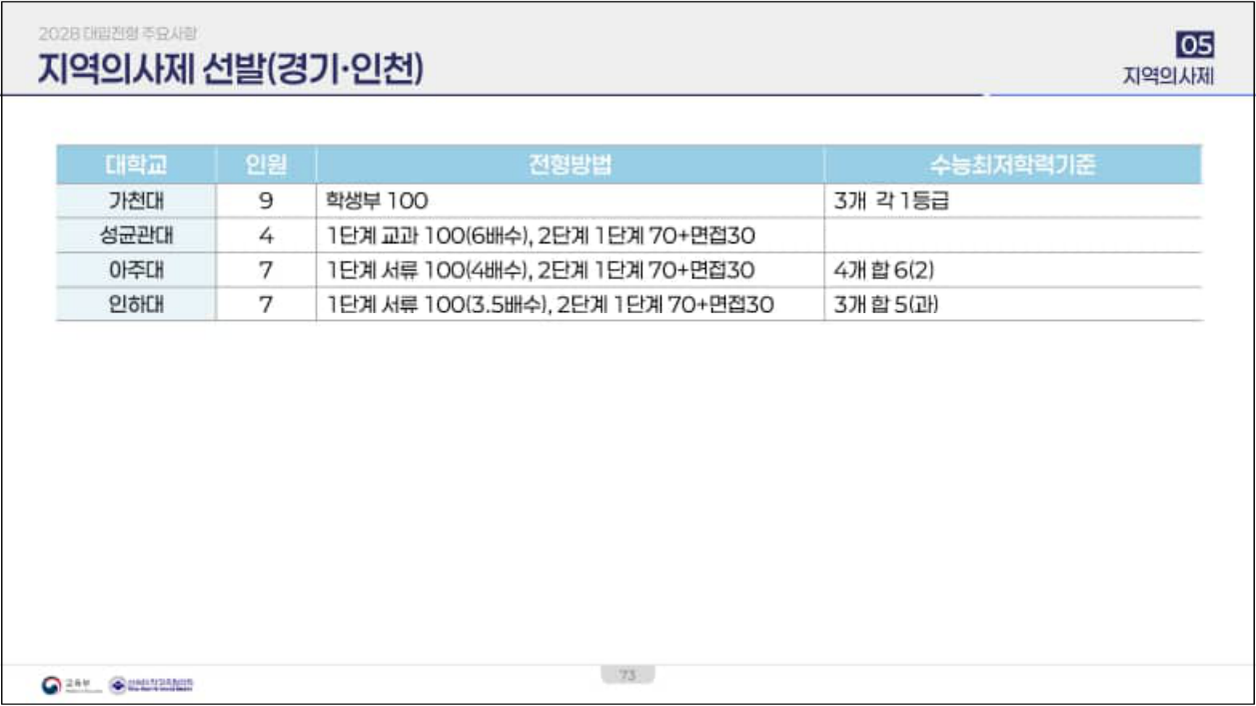 2028 대입전형 주요사항
지역의사제 선발(경기·인천)
05
지역의사제
대학교 인원 전형방법 수능최저학력기준
가천대 9 학생부 100 3개 각 1등급
성균관대 4 1단계 교과 100(6배수), 2단계 1단계 70+면접30
아주대 7 1단계 서류 100(4배수), 2단계 1단계 70+면접30 4개 합 6(2)
인하대 7 1단계 서류 100(3.5배수), 2단계 1단계 70+면접30 3개 합 5(과)
교육부
73